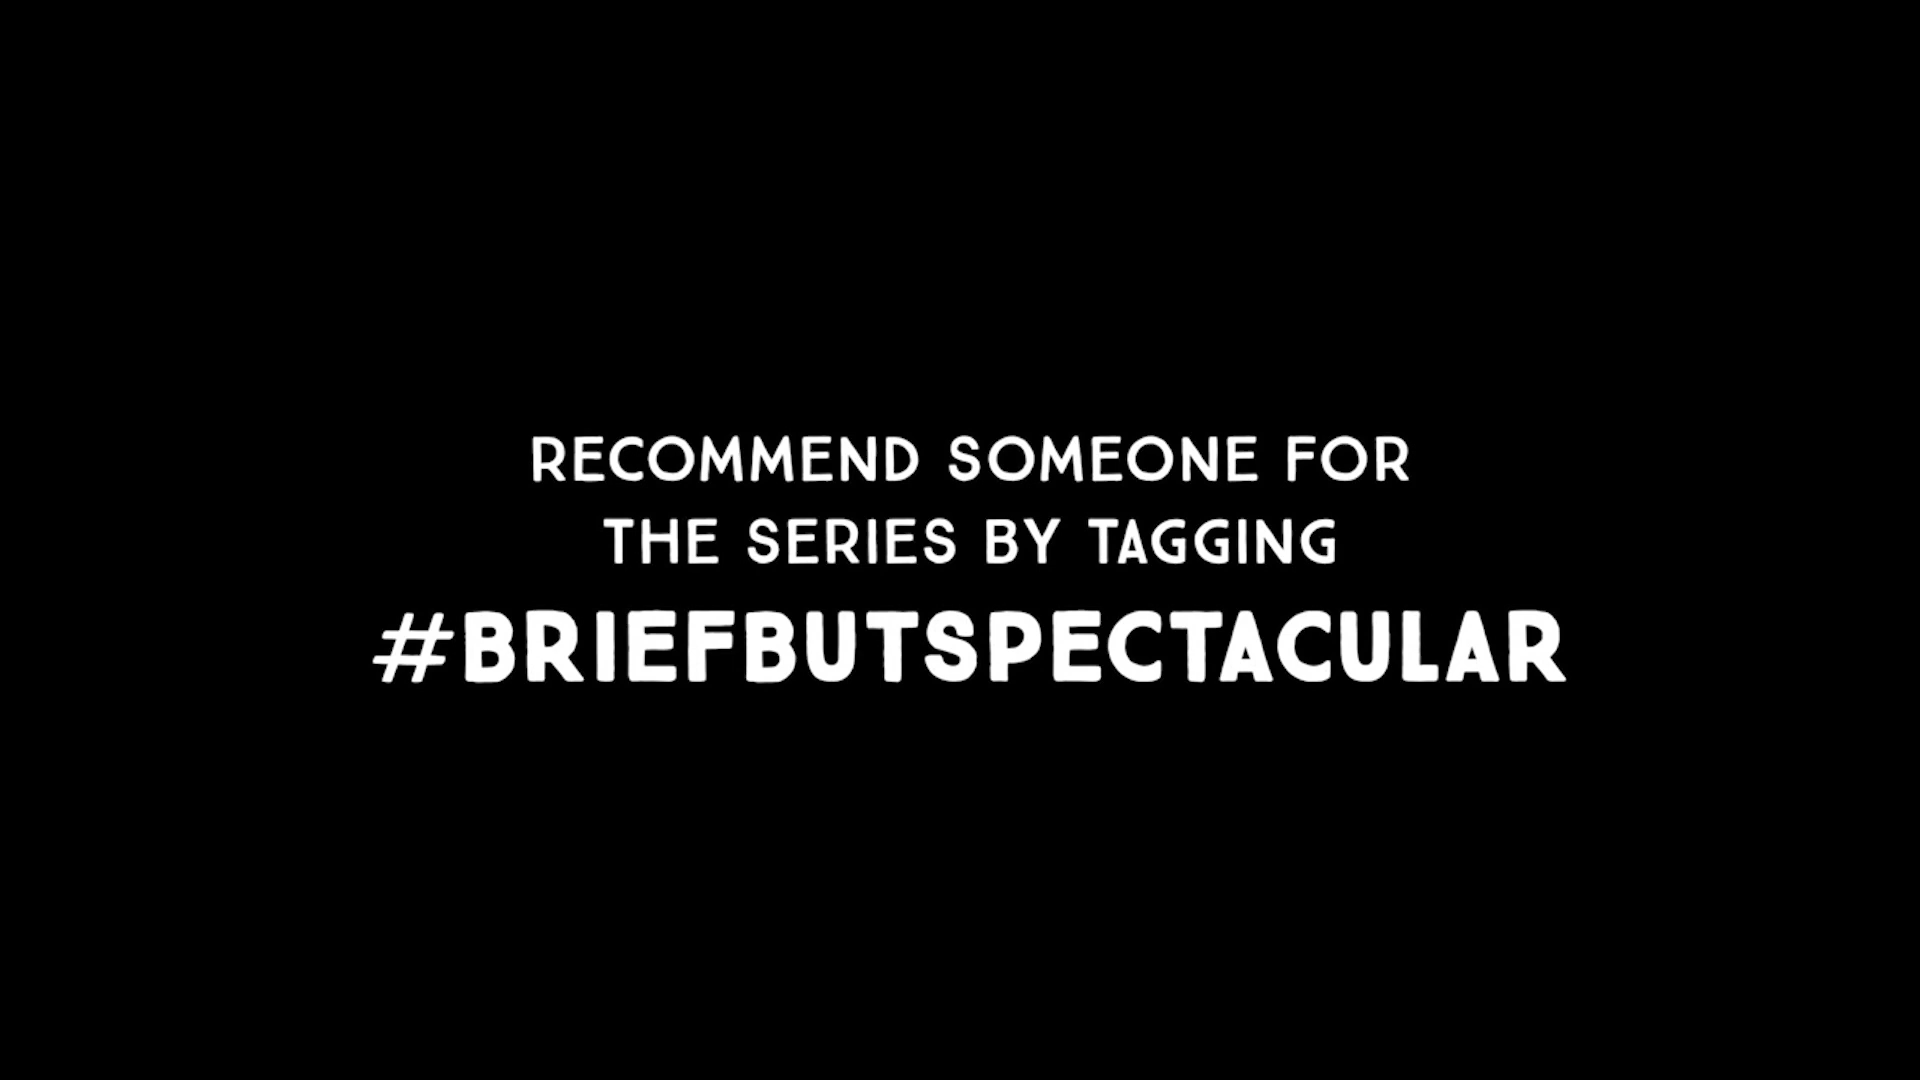 RECOMMEND SOMEONE FOR
THE SERIES BY TAGGING
#BRIEFBUTSPECTACULAR